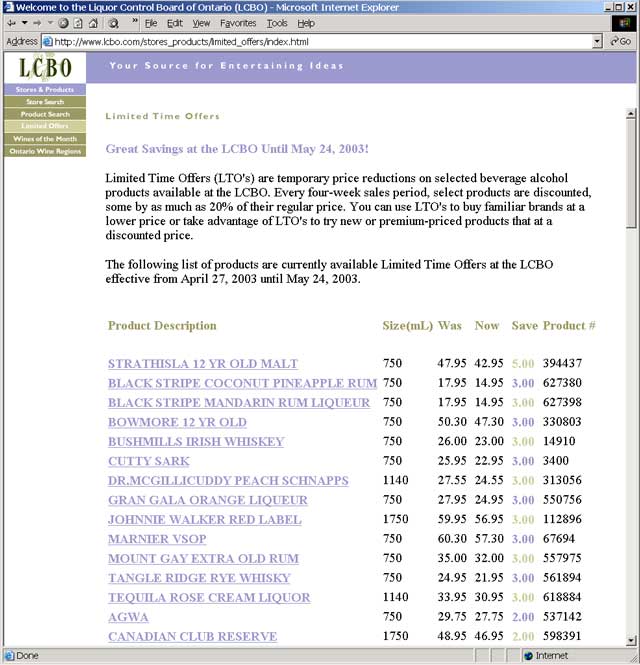 Welcome to the Liquor Control Board of Ontario (LCBO) - Microsoft Internet Explorer
File Edit View Favorites Tools Help
Address http://www.lcbo.com/stores_products/limited_offers/index.html Go
LCBO
Your Source for Entertaining Ideas
Stores & Products
Store Search
Product Search
Limited Offers
Wines of the Month
Ontario Wine Regions
Limited Time Offers
Great Savings at the LCBO Until May 24, 2003!
Limited Time Offers (LTO's) are temporary price reductions on selected beverage alcohol
products available at the LCBO. Every four-week sales period, select products are discounted,
some by as much as 20% of their regular price. You can use LTO's to buy familiar brands at a
lower price or take advantage of LTO's to try new or premium-priced products that at a
discounted price.
The following list of products are currently available Limited Time Offers at the LCBO
effective from April 27, 2003 until May 24, 2003.
Product Description Size(mL) Was Now Save Product #
STRATHISLA 12 YR OLD MALT 750 47.95 42.95 5.00 394437
BLACK STRIPE COCONUT PINEAPPLE RUM 750 17.95 14.95 3.00 627380
BLACK STRIPE MANDARIN RUM LIQUEUR 750 17.95 14.95 3.00 627398
BOWMORE 12 YR OLD 750 50.30 47.30 3.00 330803
BUSHMILLS IRISH WHISKEY 750 26.00 23.00 3.00 14910
CUTTY SARK 750 25.95 22.95 3.00 3400
DR.MCGILLICUDDY PEACH SCHNAPPS 1140 27.55 24.55 3.00 313056
GRAN GALA ORANGE LIQUEUR 750 27.95 24.95 3.00 550756
JOHNNIE WALKER RED LABEL 1750 59.95 56.95 3.00 112896
MARNIER VSOP 750 60.30 57.30 3.00 67694
MOUNT GAY EXTRA OLD RUM 750 35.00 32.00 3.00 557975
TANGLE RIDGE RYE WHISKY 750 24.95 21.95 3.00 561894
TEQUILA ROSE CREAM LIQUOR 1140 33.95 30.95 3.00 618884
AGWA 750 29.75 27.75 2.00 537142
CANADIAN CLUB RESERVE 1750 48.95 46.95 2.00 598391
Done Internet